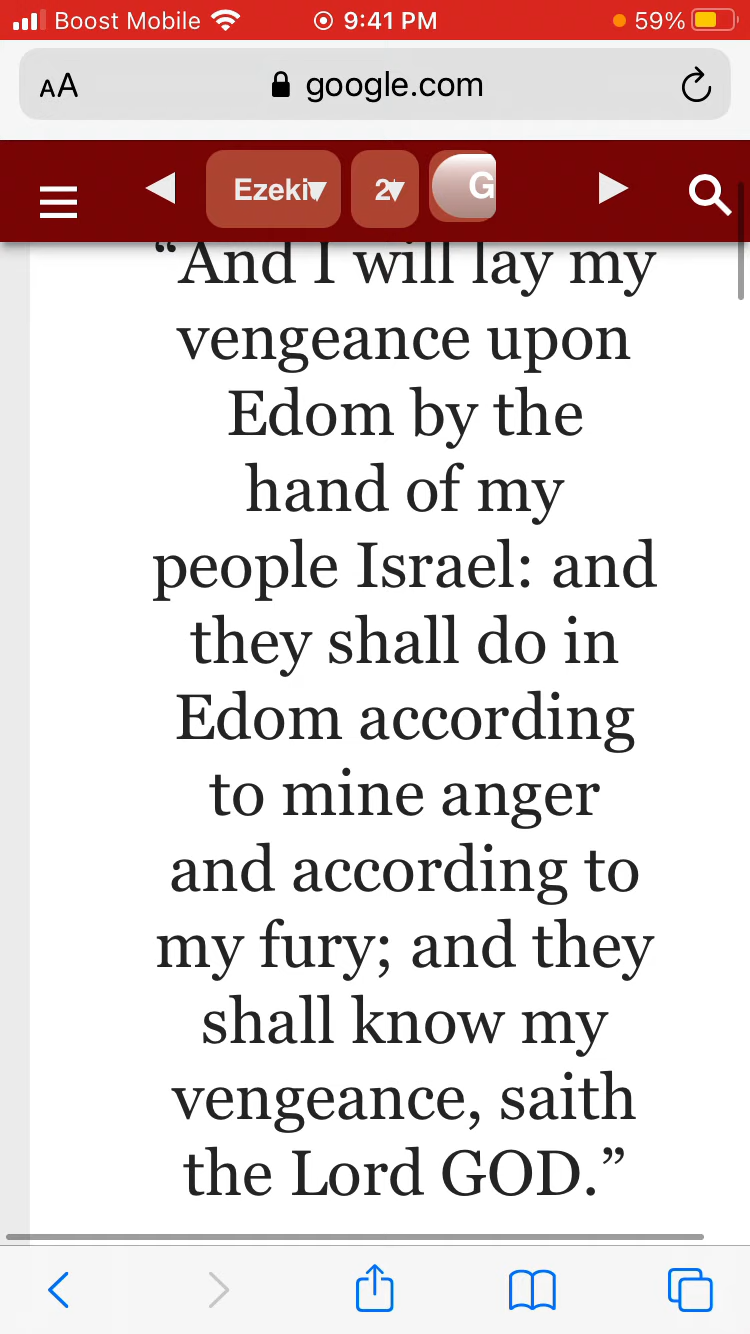 Boost Mobile 9:41 PM 59%
AA google.com
Ezeki 2 G
“And I will lay my
vengeance upon
Edom by the
hand of my
people Israel: and
they shall do in
Edom according
to mine anger
and according to
my fury; and they
shall know my
vengeance, saith
the Lord GOD.”